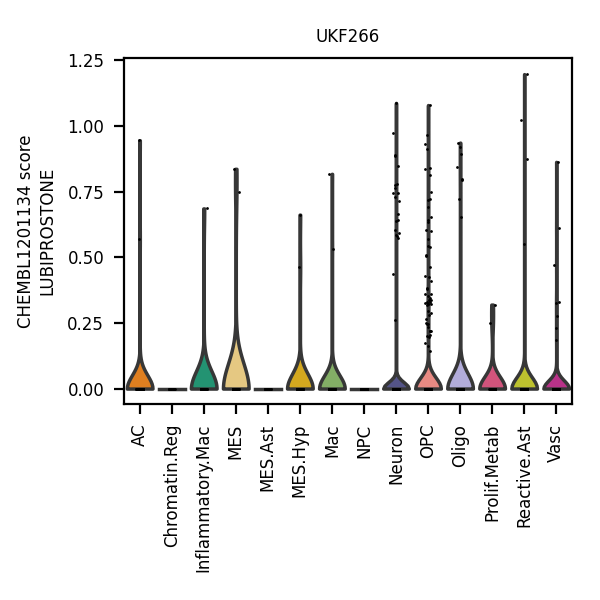 UKF266
CHEMBL1201134 score
LUBIPROSTONE
1.25
1.00
0.75
0.50
0.25
0.00
AC
Chromatin.Reg
Inflammatory.Mac
MES
MES.Ast
MES.Hyp
Mac
NPC
Neuron
OPC
Oligo
Prolif.Metab
Reactive.Ast
Vasc